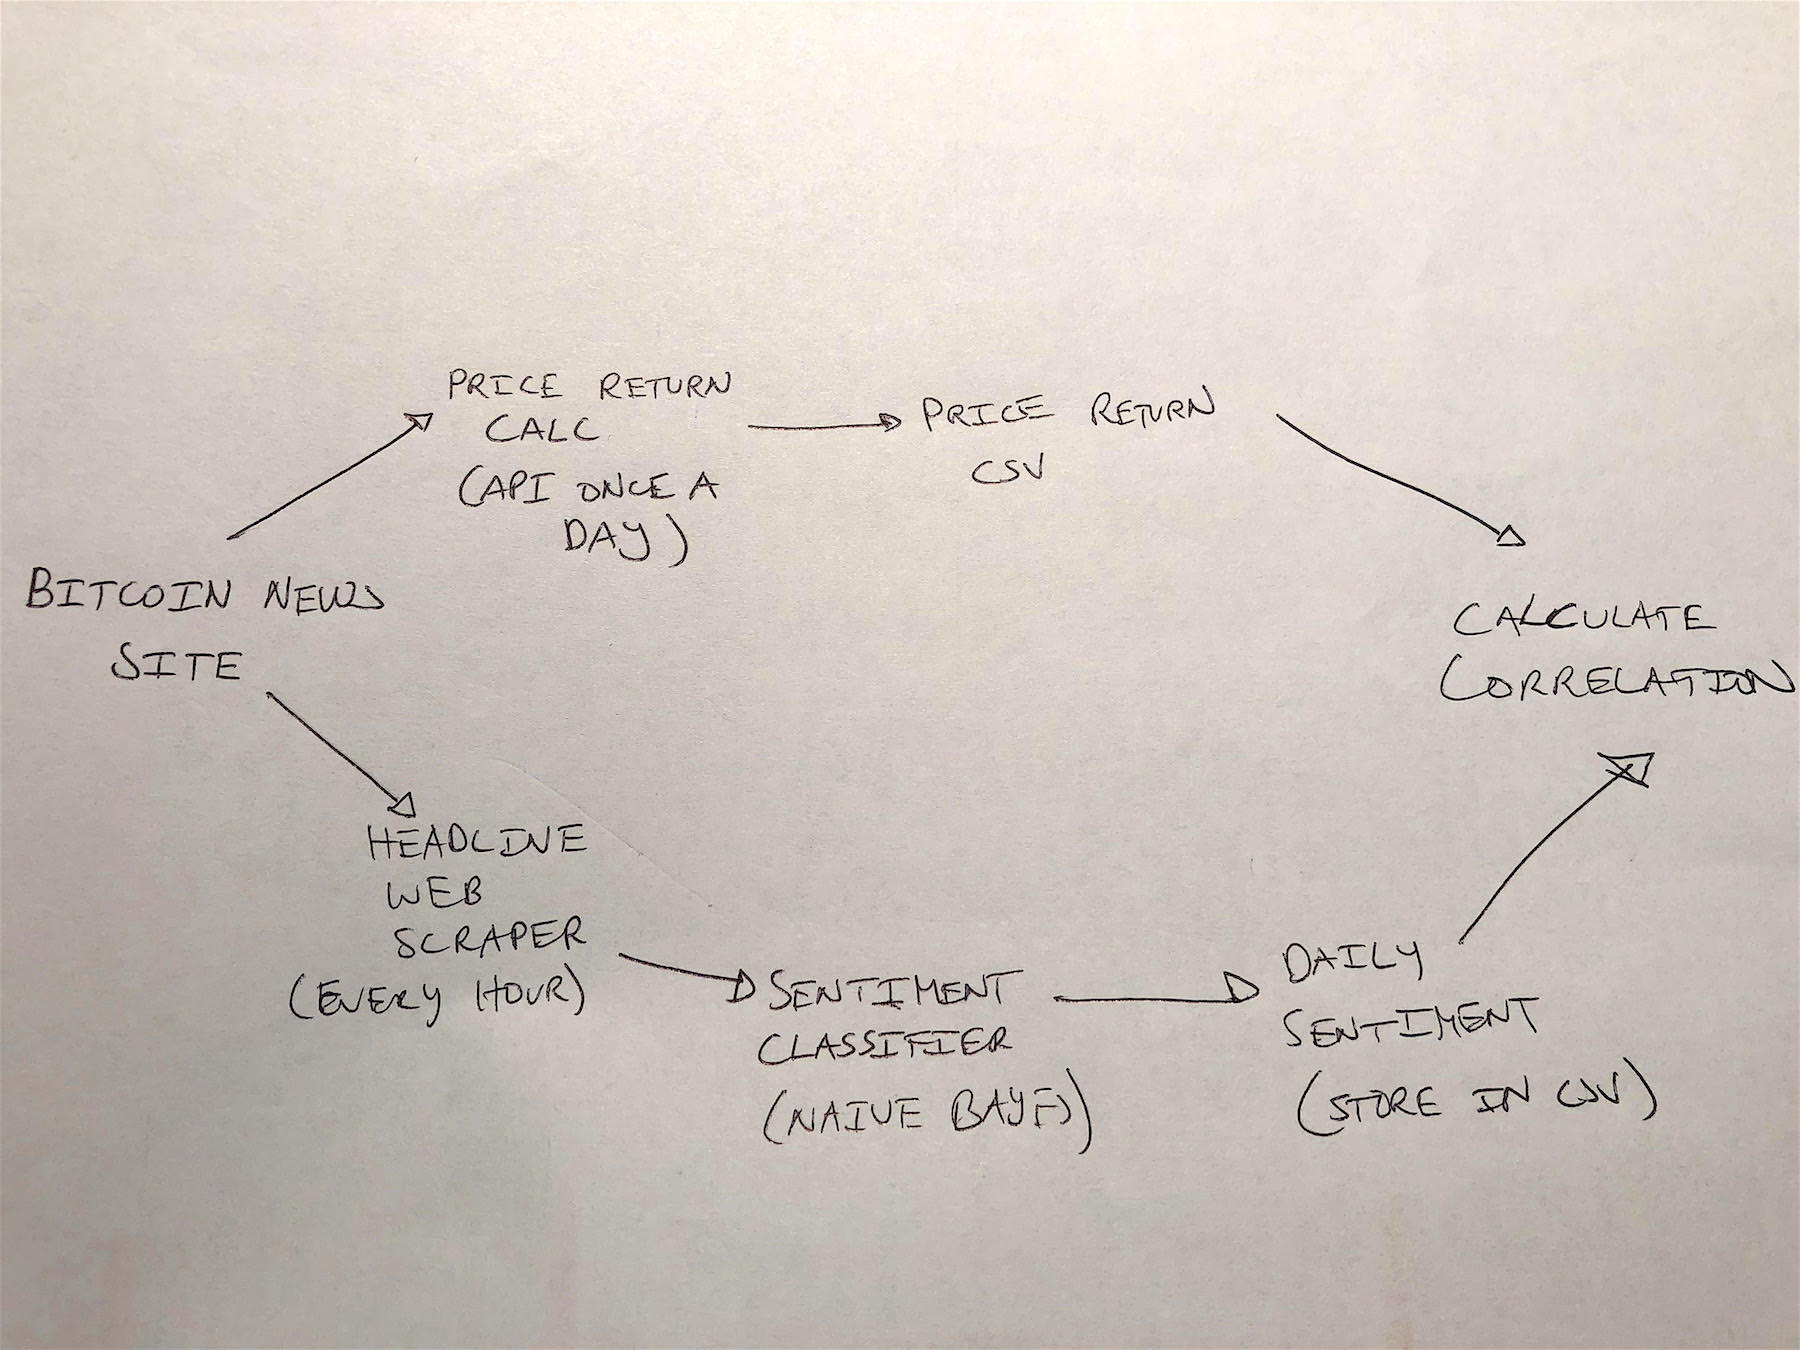 PRICE RETURN
CALC
(API ONCE A
DAY)
PRICE RETURN
CSV
BITCOIN NEWS
SITE
CALCULATE
CORRELATION
HEADLINE
WEB
SCRAPER
(EVERY HOUR)
SENTIMENT
CLASSIFIER
(NAIVE BAYES)
DAILY
SENTIMENT
(STORE IN CSV)